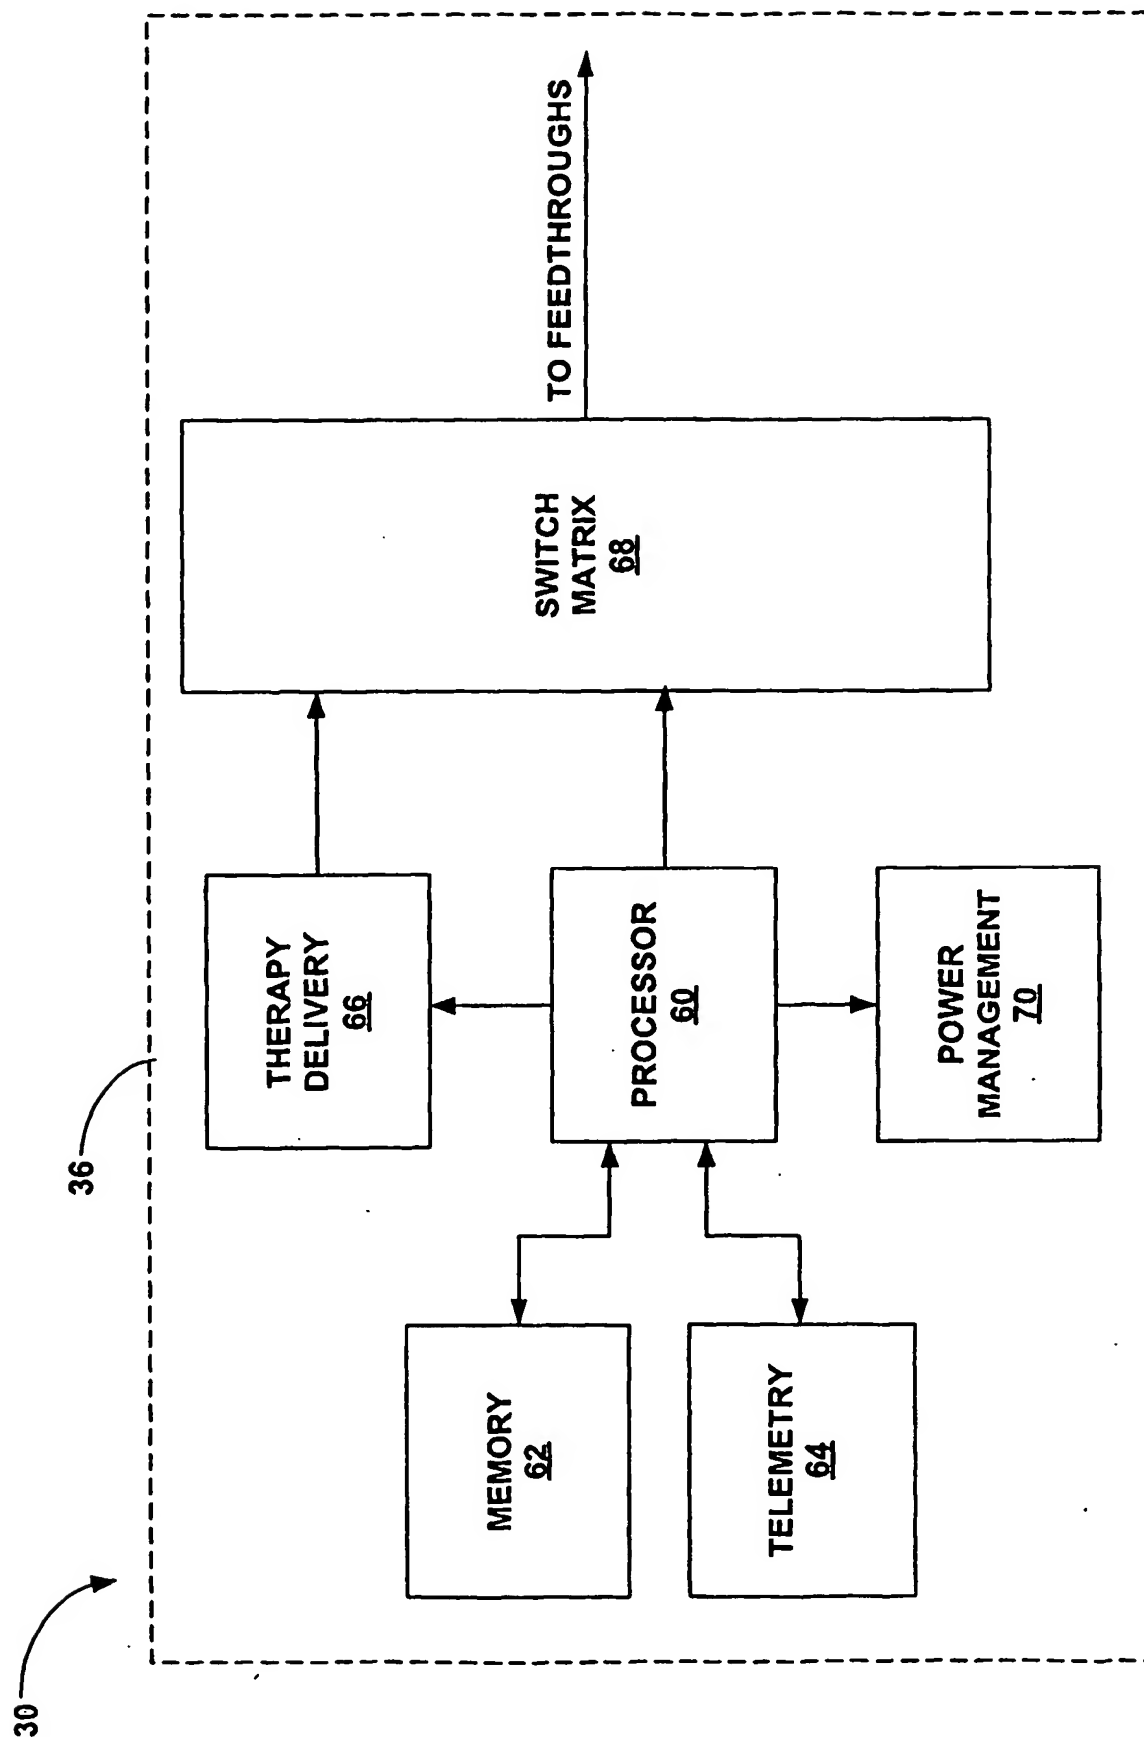 30
36
MEMORY
62
TELEMETRY
64
THERAPY
DELIVERY
66
PROCESSOR
60
POWER
MANAGEMENT
70
SWITCH
MATRIX
68
TO FEEDTHROUGHS